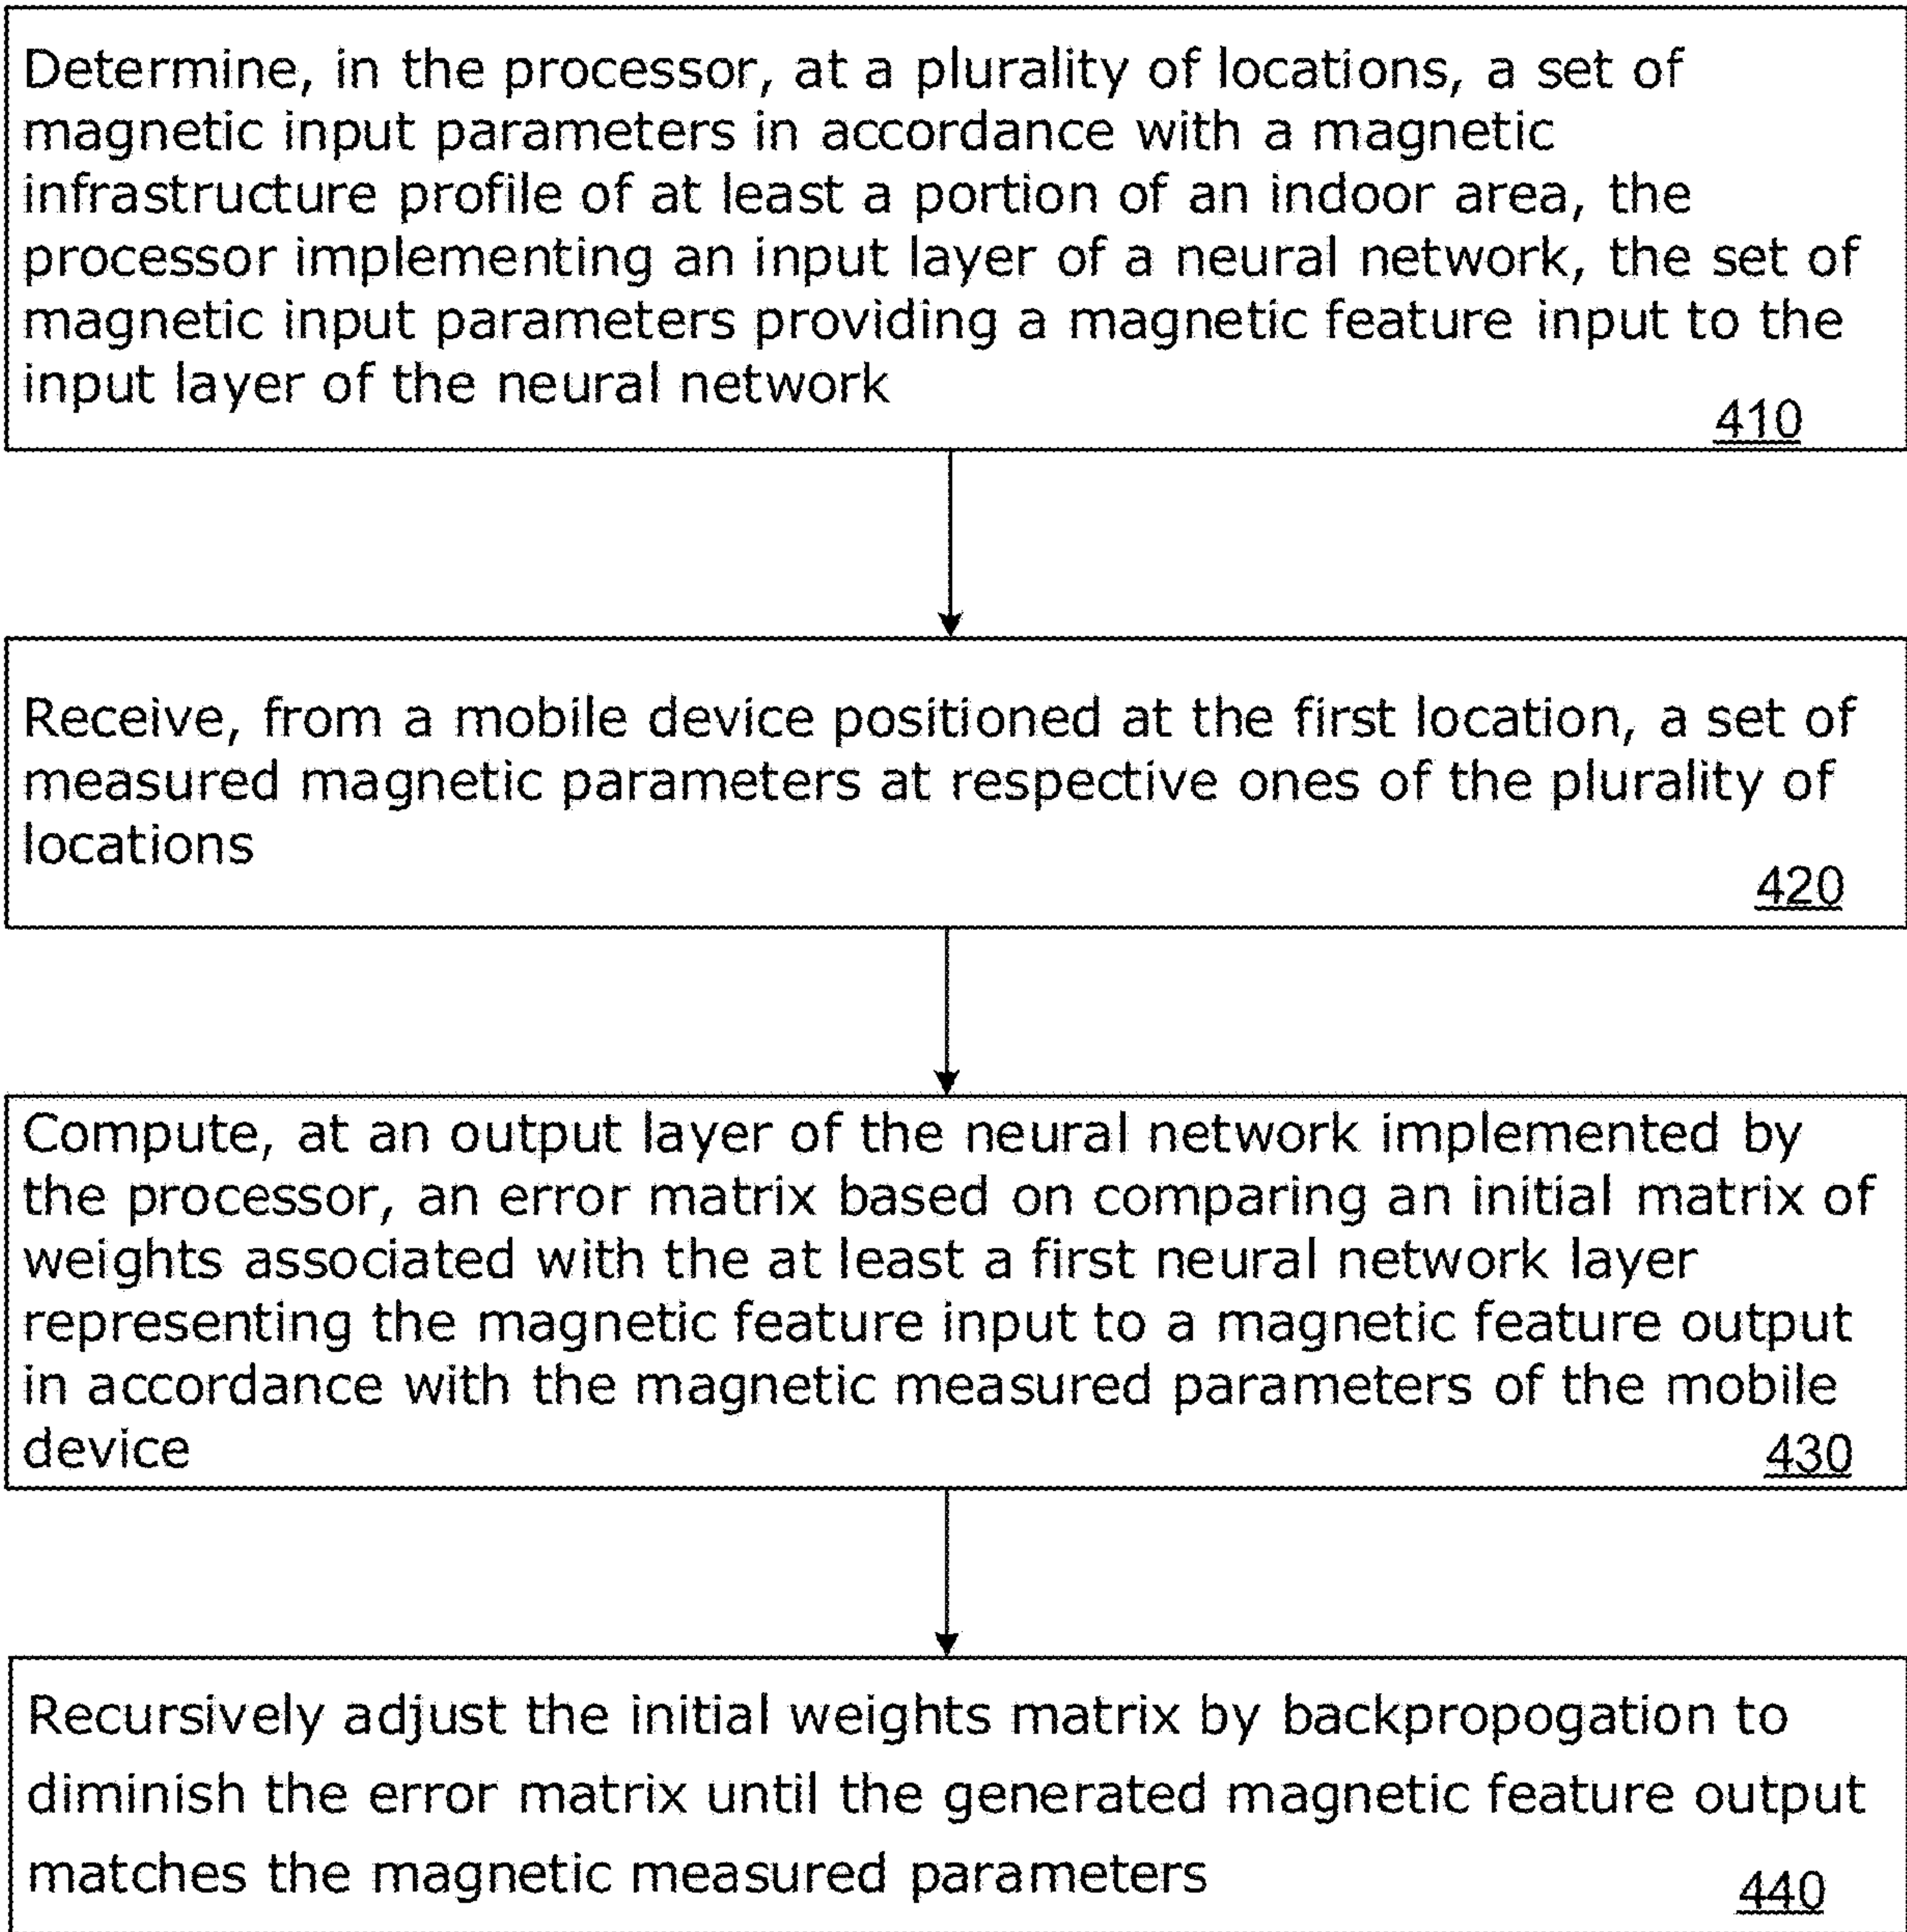 Determine, in the processor, at a plurality of locations, a set of
magnetic input parameters in accordance with a magnetic
infrastructure profile of at least a portion of an indoor area, the
processor implementing an input layer of a neural network, the set of
magnetic input parameters providing a magnetic feature input to the
input layer of the neural network
410
Receive, from a mobile device positioned at the first location, a set of
measured magnetic parameters at respective ones of the plurality of
locations
420
Compute, at an output layer of the neural network implemented by
the processor, an error matrix based on comparing an initial matrix of
weights associated with the at least a first neural network layer
representing the magnetic feature input to a magnetic feature output
in accordance with the magnetic measured parameters of the mobile
device
430
Recursively adjust the initial weights matrix by backpropogation to
diminish the error matrix until the generated magnetic feature output
matches the magnetic measured parameters
440